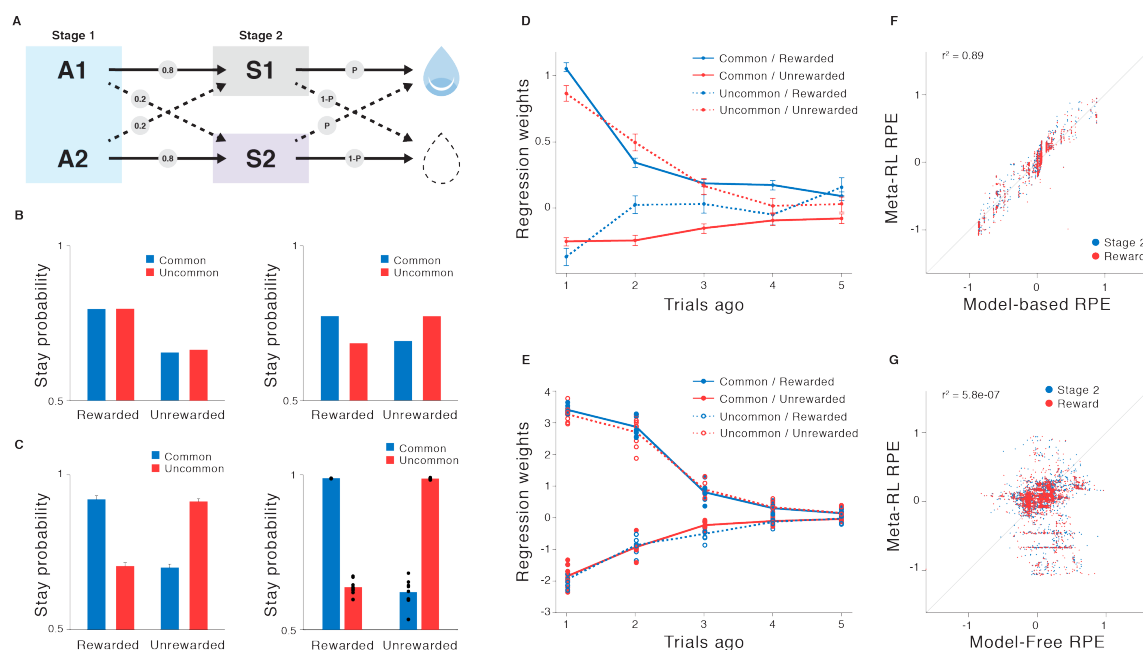 A
Stage 1
Stage 2
A1
0.8
S1
P
0.2
1-P
0.2
P
A2
0.8
S2
1-P
B
Stay probability
1
0.5
Common
Uncommon
Rewarded
Unrewarded
Stay probability
1
0.5
Common
Uncommon
Rewarded
Unrewarded
C
Stay probability
1
0.5
Common
Uncommon
Rewarded
Unrewarded
Stay probability
1
0.5
Common
Uncommon
Rewarded
Unrewarded
D
Regression weights
1
0.5
0
Common / Rewarded
Common / Unrewarded
Uncommon / Rewarded
Uncommon / Unrewarded
1 2 3 4 5
Trials ago
E
Regression weights
4
3
2
1
0
-1
-2
-3
Common / Rewarded
Common / Unrewarded
Uncommon / Rewarded
Uncommon / Unrewarded
1 2 3 4 5
Trials ago
F
r² = 0.89
Meta-RL RPE
1
0
-1
Stage 2
Reward
-1 0 1
Model-based RPE
G
r² = 5.8e-07
Stage 2
Reward
Meta-RL RPE
1
0
-1
-1 0 1
Model-Free RPE